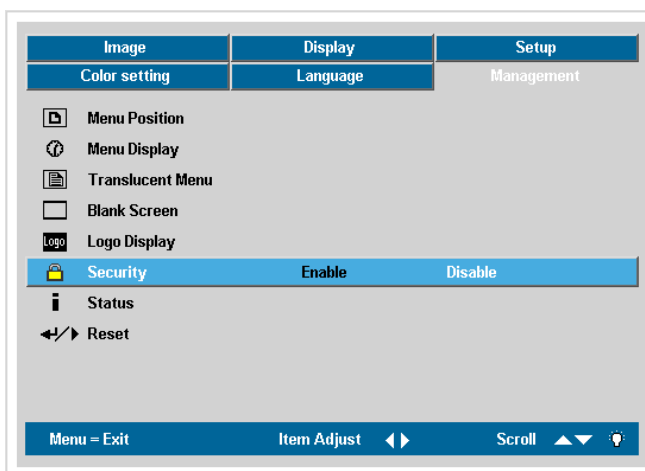 Image Display Setup
Color setting Language Management
Menu Position
Menu Display
Translucent Menu
Blank Screen
Logo Logo Display
Security Enable Disable
Status
Reset
Menu = Exit Item Adjust Scroll